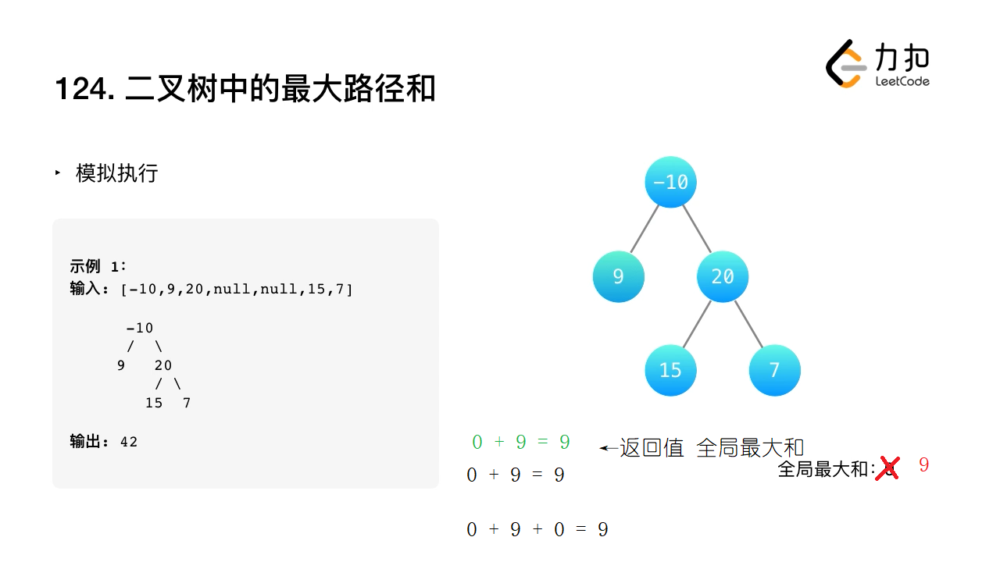 力扣
LeetCode
124. 二叉树中的最大路径和
‣ 模拟执行
示例 1:
输入: [-10,9,20,null,null,15,7]
-10
/ \
9 20
/ \
15 7
输出: 42
-10
9 20
15 7
0 + 9 = 9
←返回值 全局最大和
0 + 9 = 9
全局最大和: 9
0 + 9 + 0 = 9